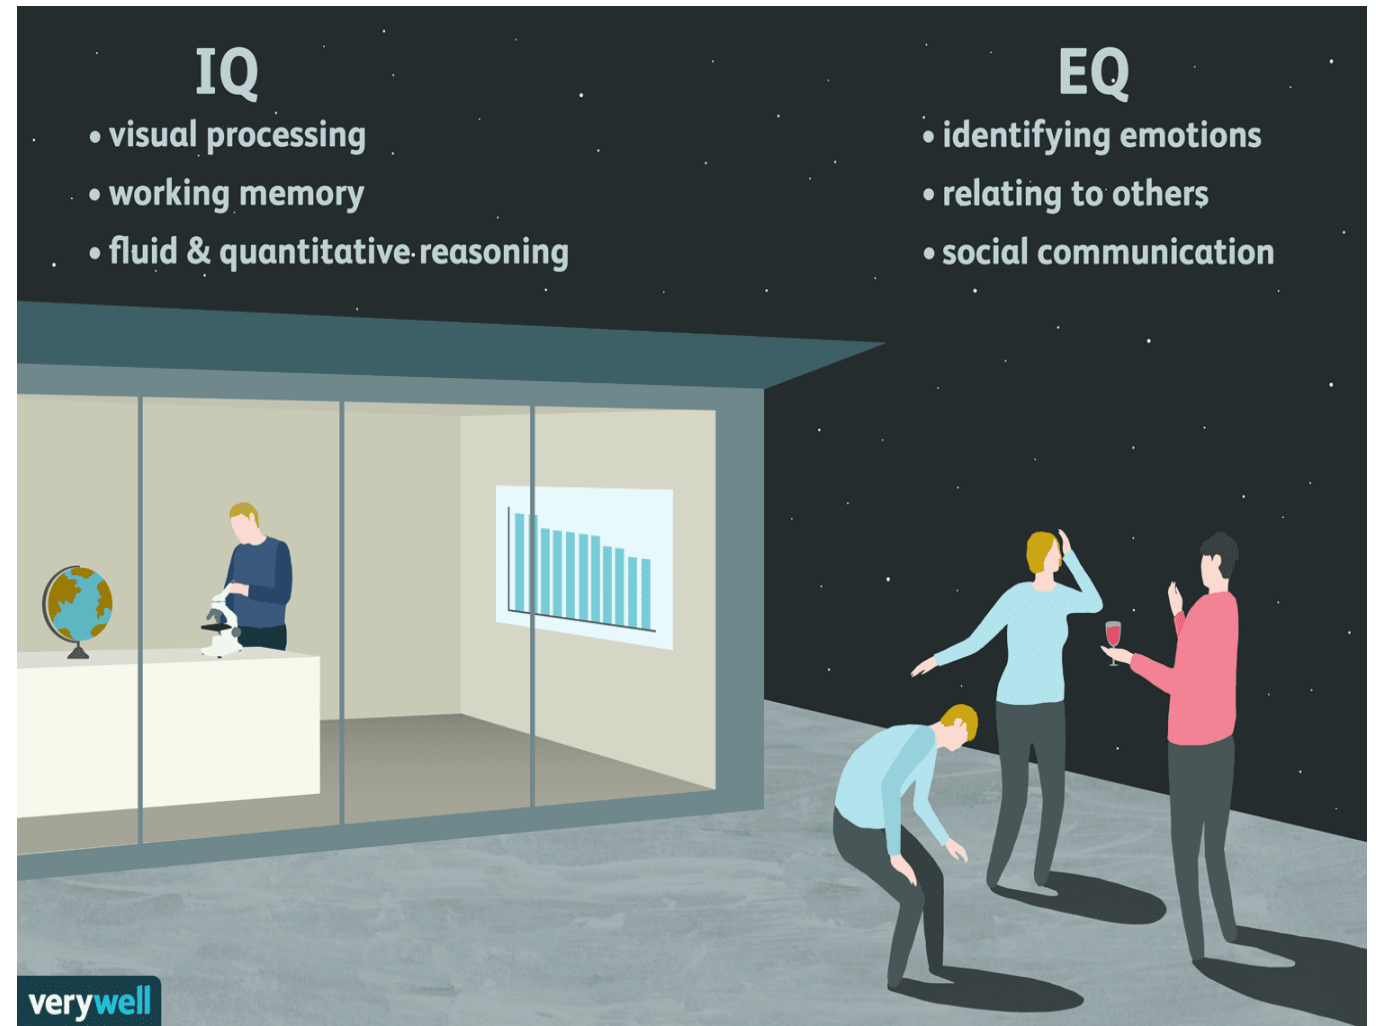 IQ
• visual processing
• working memory
• fluid & quantitative reasoning
EQ
• identifying emotions
• relating to others
• social communication
verywell